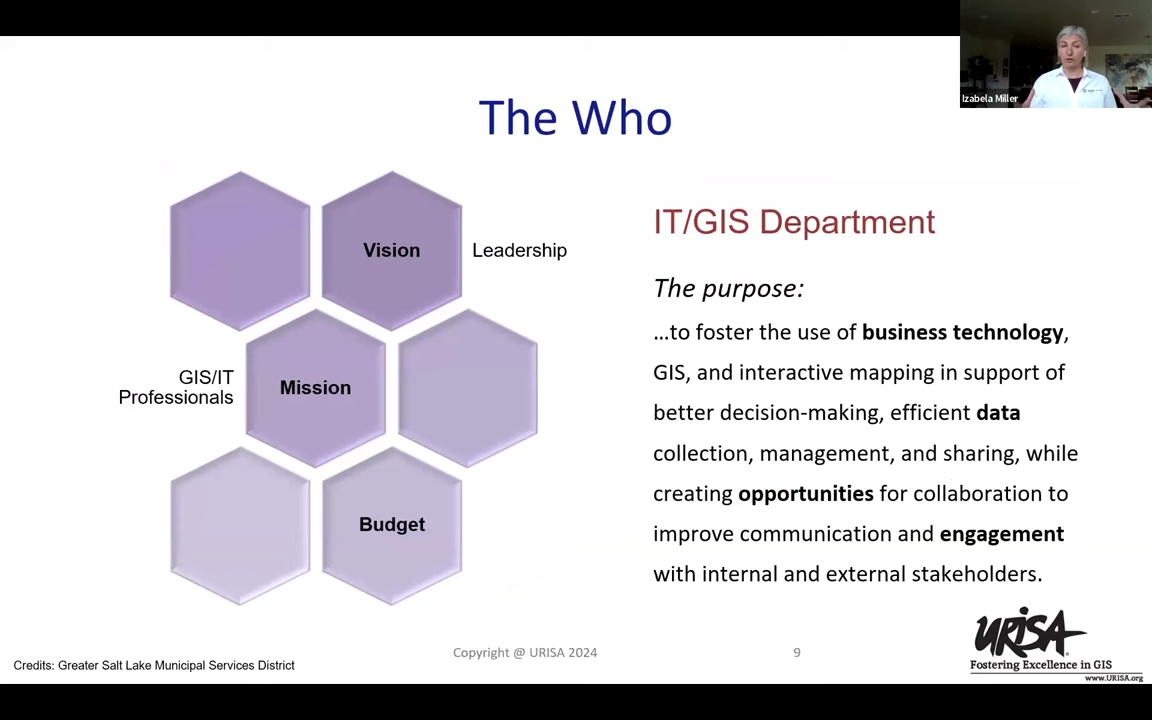 Izabela Miller
The Who
Vision
Leadership
GIS/IT
Professionals
Mission
Budget
IT/GIS Department
The purpose:
…to foster the use of business technology,
GIS, and interactive mapping in support of
better decision-making, efficient data
collection, management, and sharing, while
creating opportunities for collaboration to
improve communication and engagement
with internal and external stakeholders.
Credits: Greater Salt Lake Municipal Services District
Copyright @ URISA 2024
9
URISA
Fostering Excellence in GIS
www.URISA.org